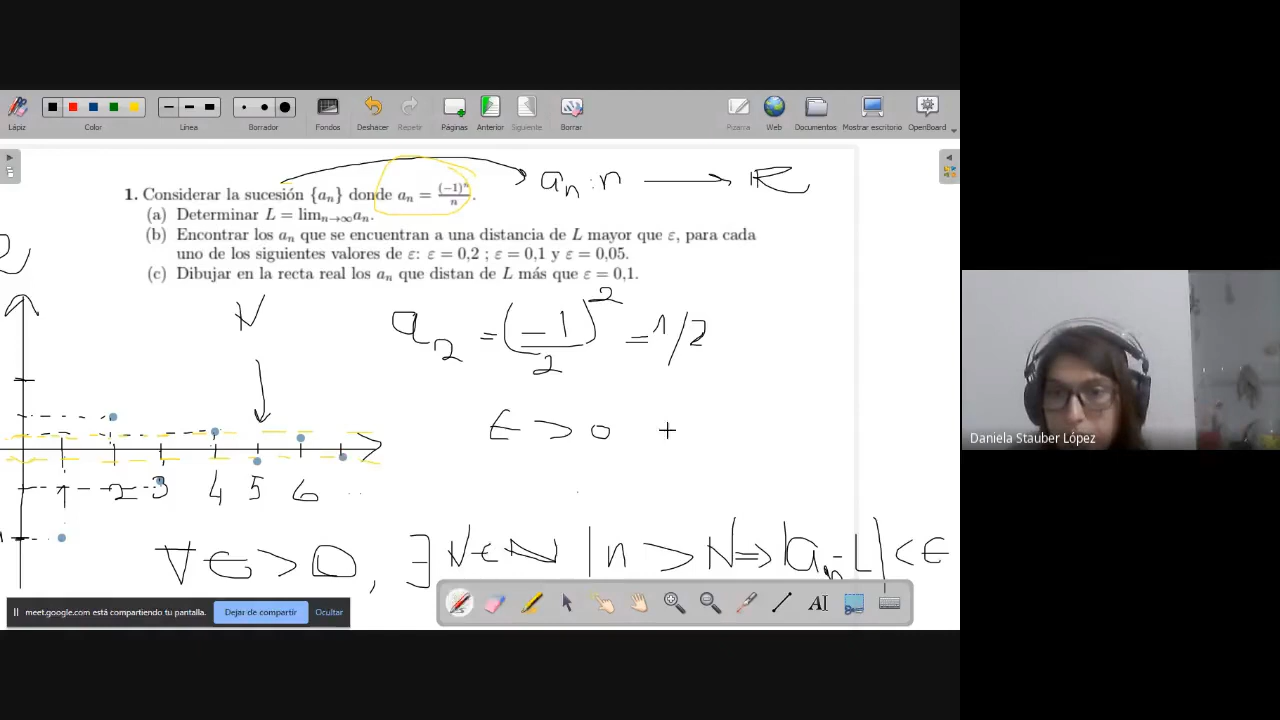 Lápiz Color Línea Borrador Fondos Deshacer Repetir Páginas Anterior Siguiente Borrar Pizarra Web Documentos Mostrar escritorio OpenBoard
aₙ : n ⟶ ℝ
1. Considerar la sucesión {aₙ} donde aₙ = (-1)ⁿ/n.
(a) Determinar L = limₙ→∞ aₙ.
(b) Encontrar los aₙ que se encuentran a una distancia de L mayor que ε, para cada
uno de los siguientes valores de ε: ε = 0,2 ; ε = 0,1 y ε = 0,05.
(c) Dibujar en la recta real los aₙ que distan de L más que ε = 0,1.
N
a₂ = (-1/2)² = 1/2
ε > 0 +
1 2 3 4 5 6 ...
∀ε > 0, ∃ N ∈ ℕ | n > N ⇒ |aₙ - L| < ε
Daniela Stauber López
meet.google.com está compartiendo tu pantalla. Dejar de compartir Ocultar
AI